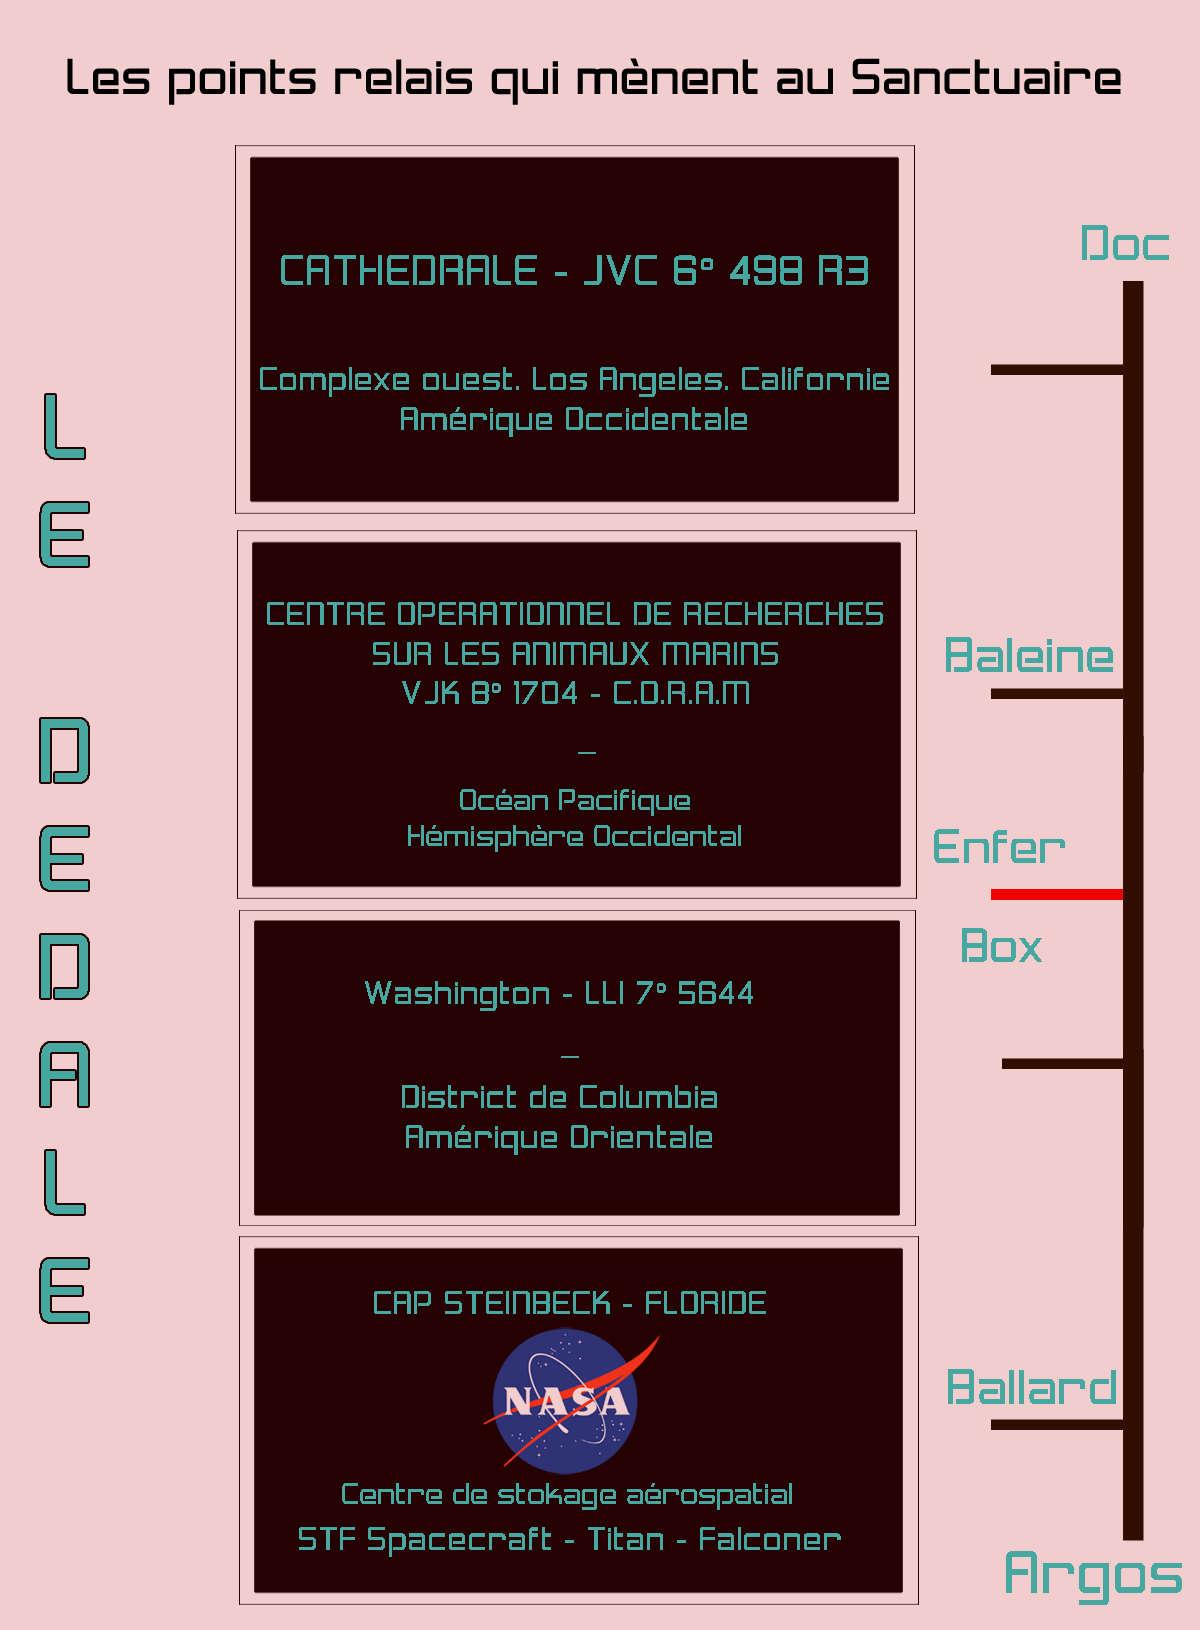 Les points relais qui mènent au Sanctuaire
LE DEDALE
CATHEDRALE - JVC 6° 498 R3
Complexe ouest. Los Angeles. Californie
Amérique Occidentale
CENTRE OPERATIONNEL DE RECHERCHES
SUR LES ANIMAUX MARINS
VJK 8° 1704 - C.O.R.A.M
_
Océan Pacifique
Hémisphère Occidental
Washington - LLI 7° 5644
_
District de Columbia
Amérique Orientale
CAP STEINBECK - FLORIDE
NASA
Centre de stokage aérospatial
STF Spacecraft - Titan - Falconer
Doc
Baleine
Enfer
Box
Ballard
Argos